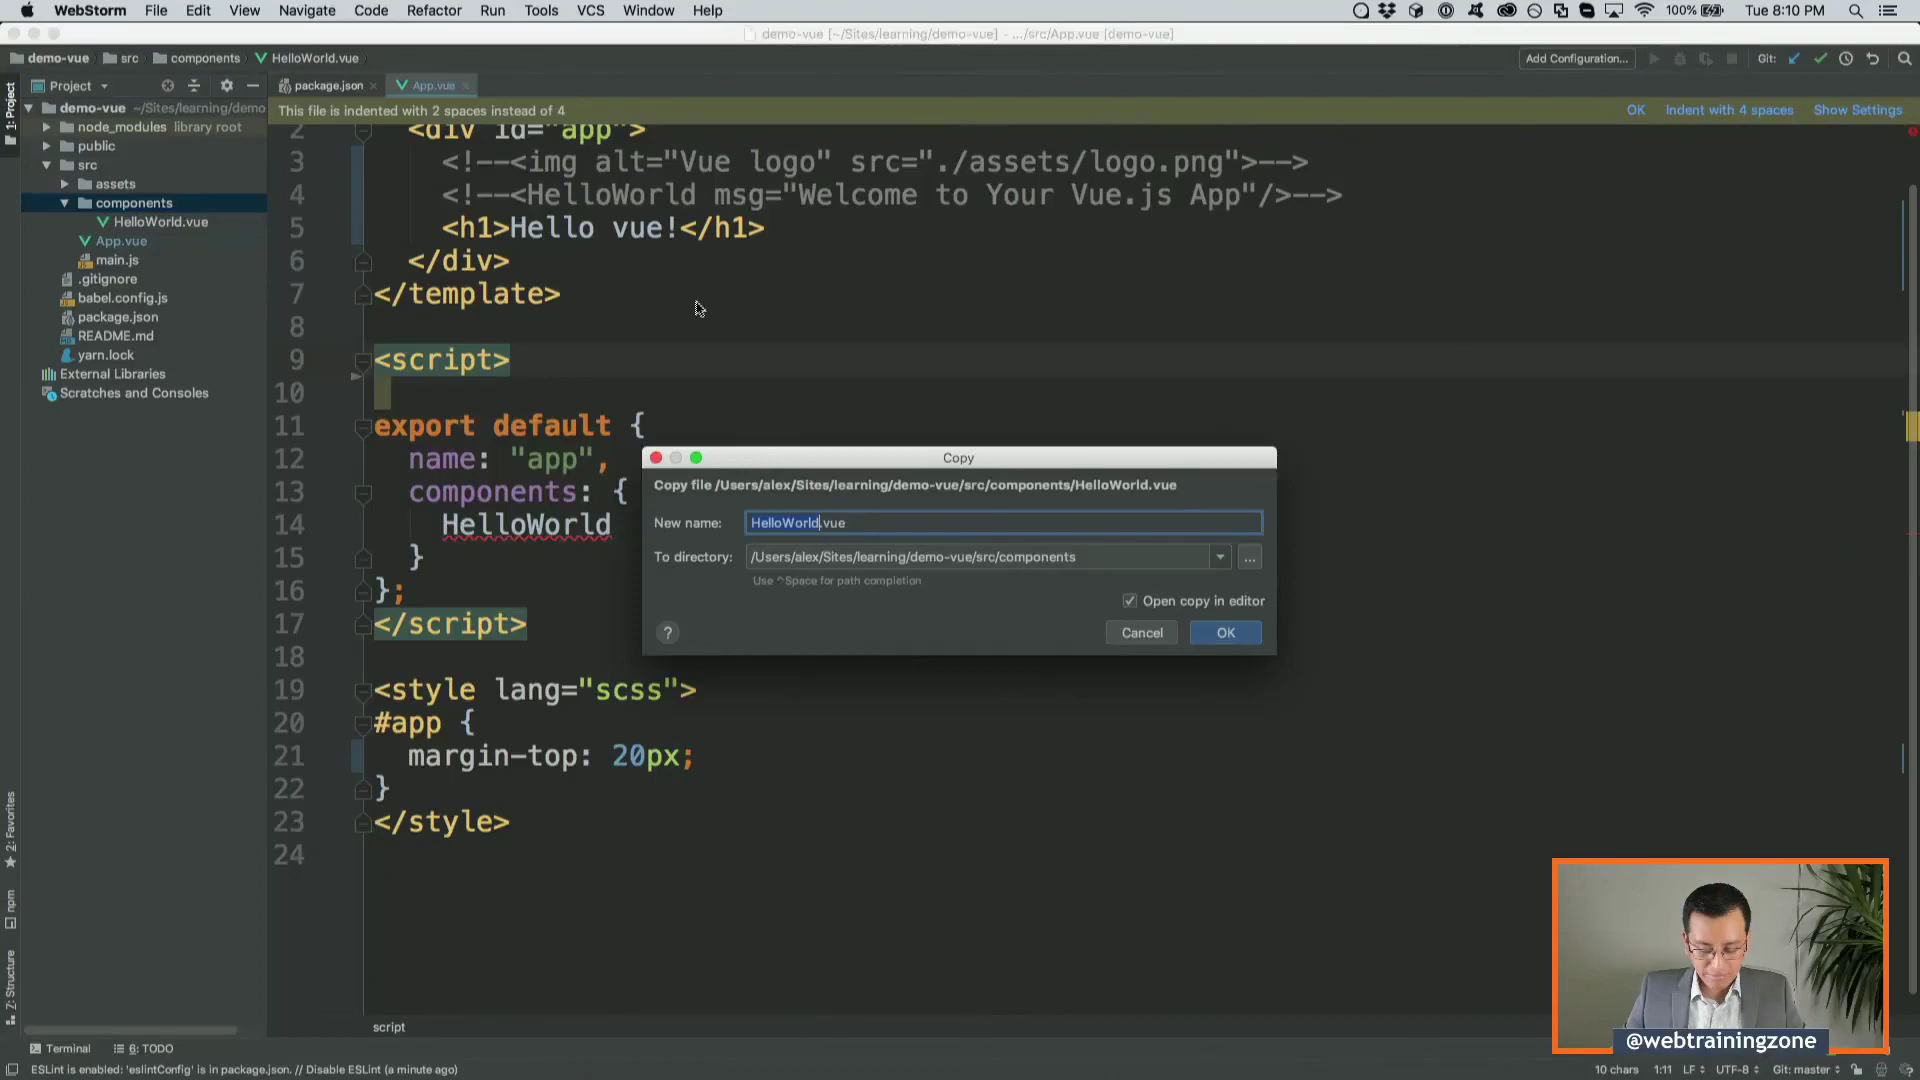 WebStorm File Edit View Navigate Code Refactor Run Tools VCS Window Help 100% Tue 8:10 PM
demo-vue [~/Sites/learning/demo-vue] - .../src/App.vue [demo-vue]
demo-vue src components HelloWorld.vue Add Configuration... Git:
Project package.json App.vue
1: Project
This file is indented with 2 spaces instead of 4 OK Indent with 4 spaces Show Settings
demo-vue ~/Sites/learning/demo
node_modules library root
public
src
assets
components
HelloWorld.vue
App.vue
main.js
.gitignore
babel.config.js
package.json
README.md
yarn.lock
External Libraries
Scratches and Consoles
2 <div id="app">
3 <!--<img alt="Vue logo" src="./assets/logo.png">-->
4 <!--<HelloWorld msg="Welcome to Your Vue.js App"/>-->
5 <h1>Hello vue!</h1>
6 </div>
7 </template>
8
9 <script>
10
11 export default {
12 name: "app",
13 components: {
14 HelloWorld
15 }
16 };
17 </script>
18
19 <style lang="scss">
20 #app {
21 margin-top: 20px;
22 }
23 </style>
24
Copy
Copy file /Users/alex/Sites/learning/demo-vue/src/components/HelloWorld.vue
New name: HelloWorld.vue
To directory: /Users/alex/Sites/learning/demo-vue/src/components
...
Use ^Space for path completion
Open copy in editor
? Cancel OK
2: Favorites
npm
Z: Structure
script
@webtrainingzone
Terminal 6: TODO
ESLint is enabled: 'eslintConfig' is in package.json. // Disable ESLint (a minute ago) 10 chars 1:11 LF UTF-8 Git: master